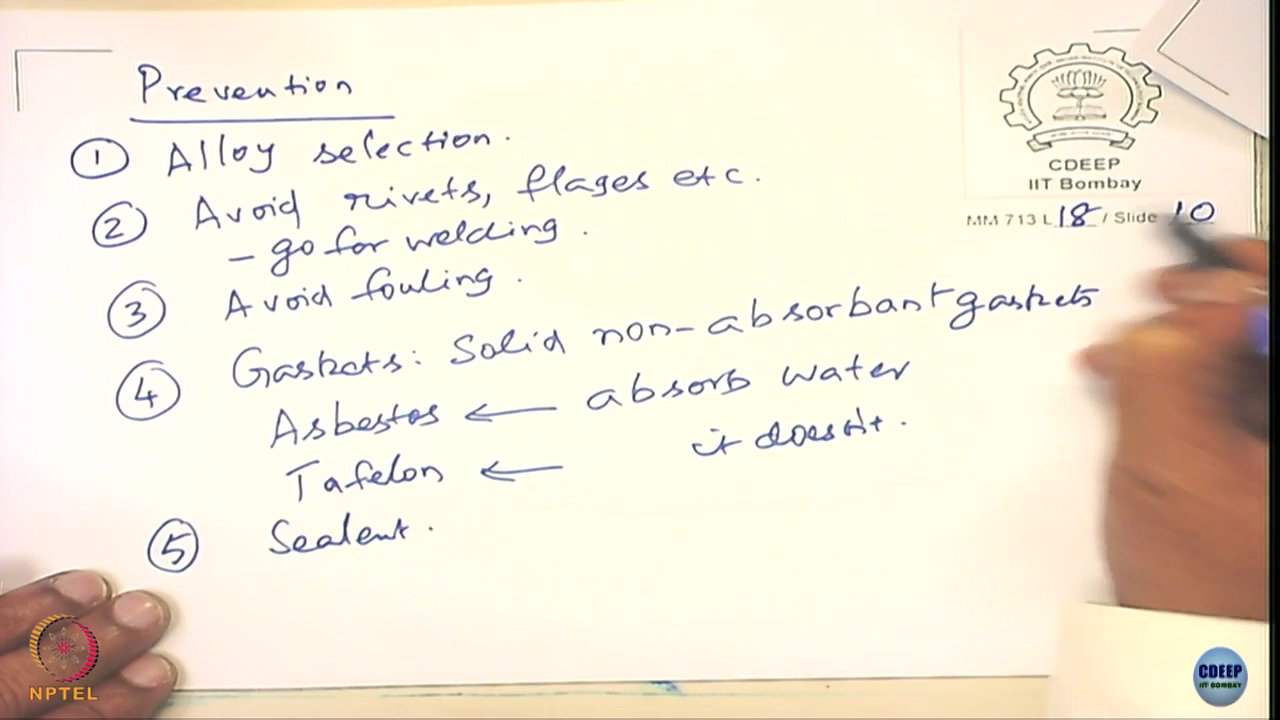 Prevention
① Alloy selection.
② Avoid rivets, flages etc.
- go for welding.
③ Avoid fouling.
④ Gaskets: Solid non-absorbant gaskets
Asbestos ← absorb water
Tafelon ← it doesn't.
⑤ Sealent.
CDEEP
IIT Bombay
MM 713 L 18 / Slide 10
NPTEL
CDEEP
IIT BOMBAY